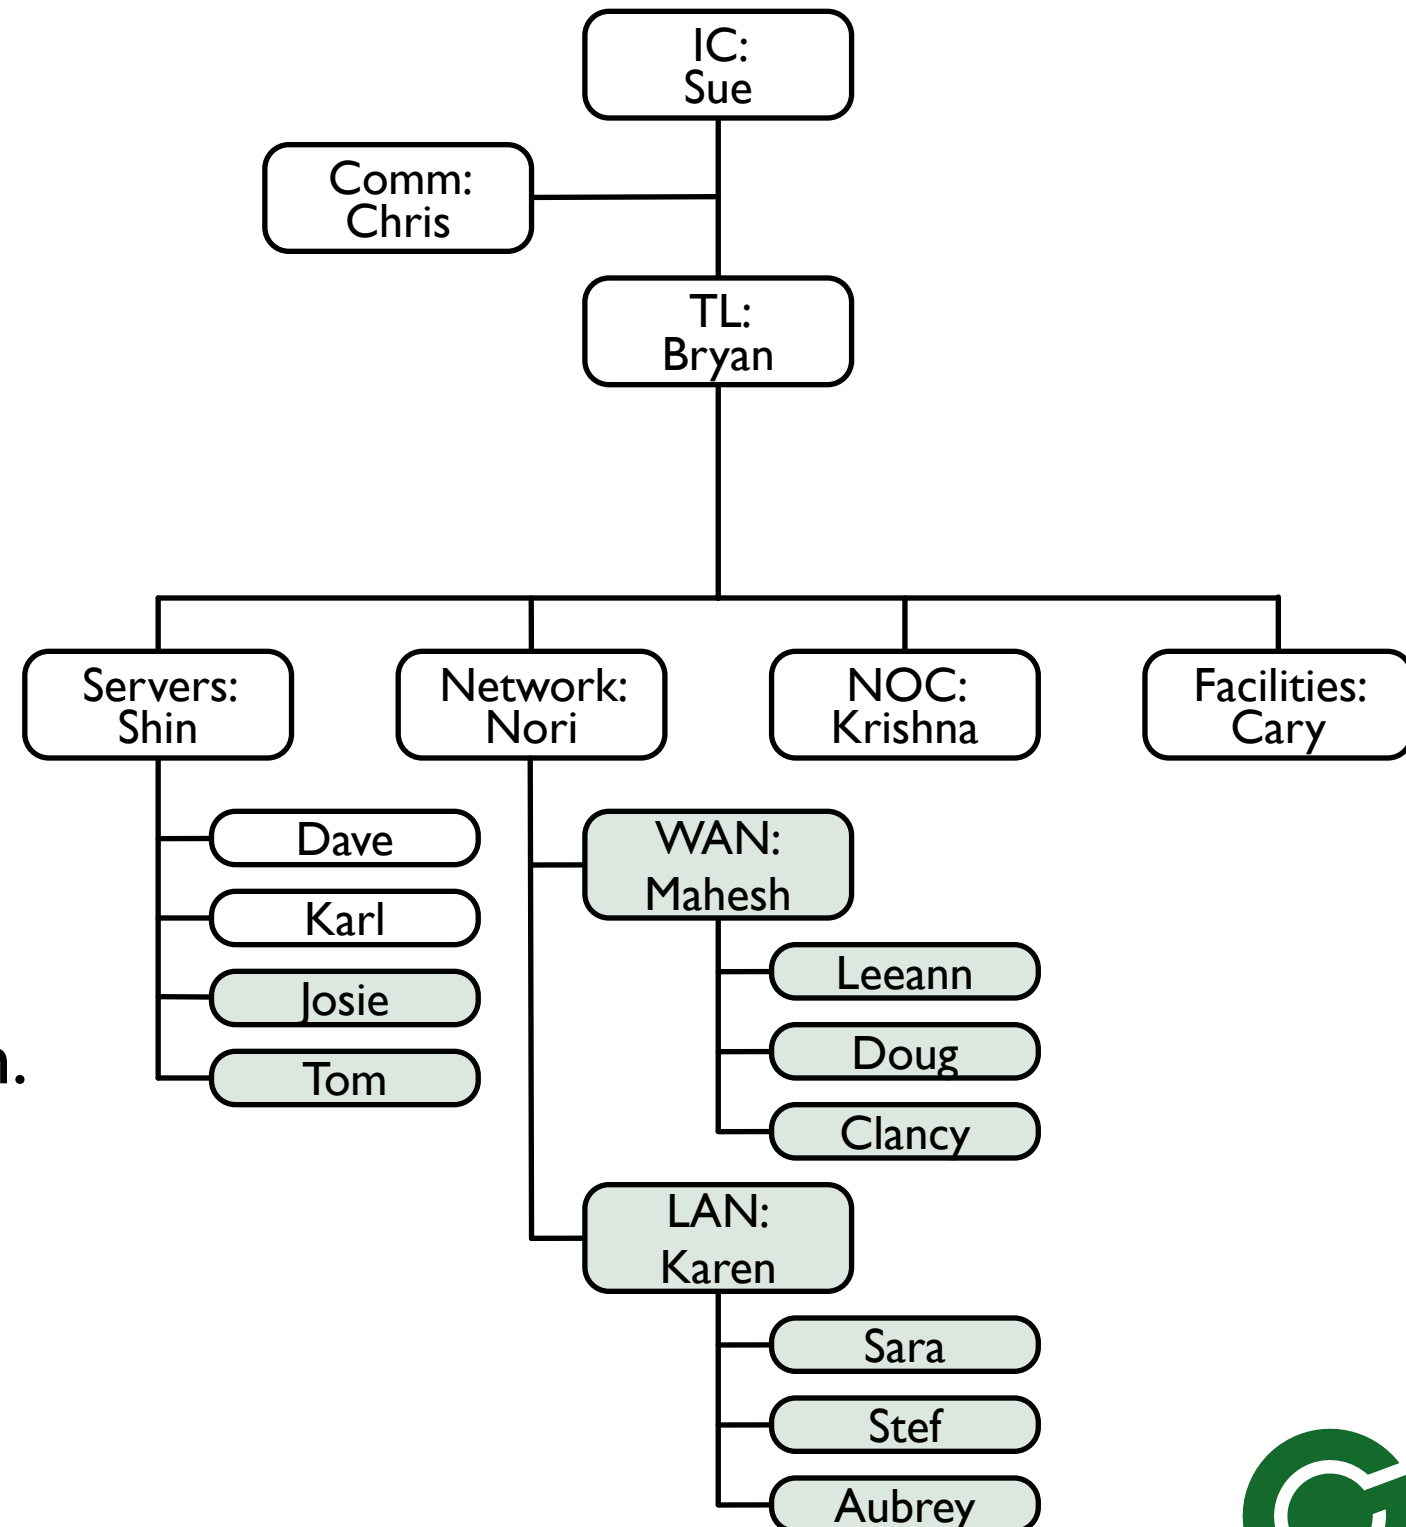 IC:
Sue
Comm:
Chris
TL:
Bryan
Servers:
Shin
Network:
Nori
NOC:
Krishna
Facilities:
Cary
Dave
Karl
Josie
Tom
WAN:
Mahesh
Leeann
Doug
Clancy
LAN:
Karen
Sara
Stef
Aubrey